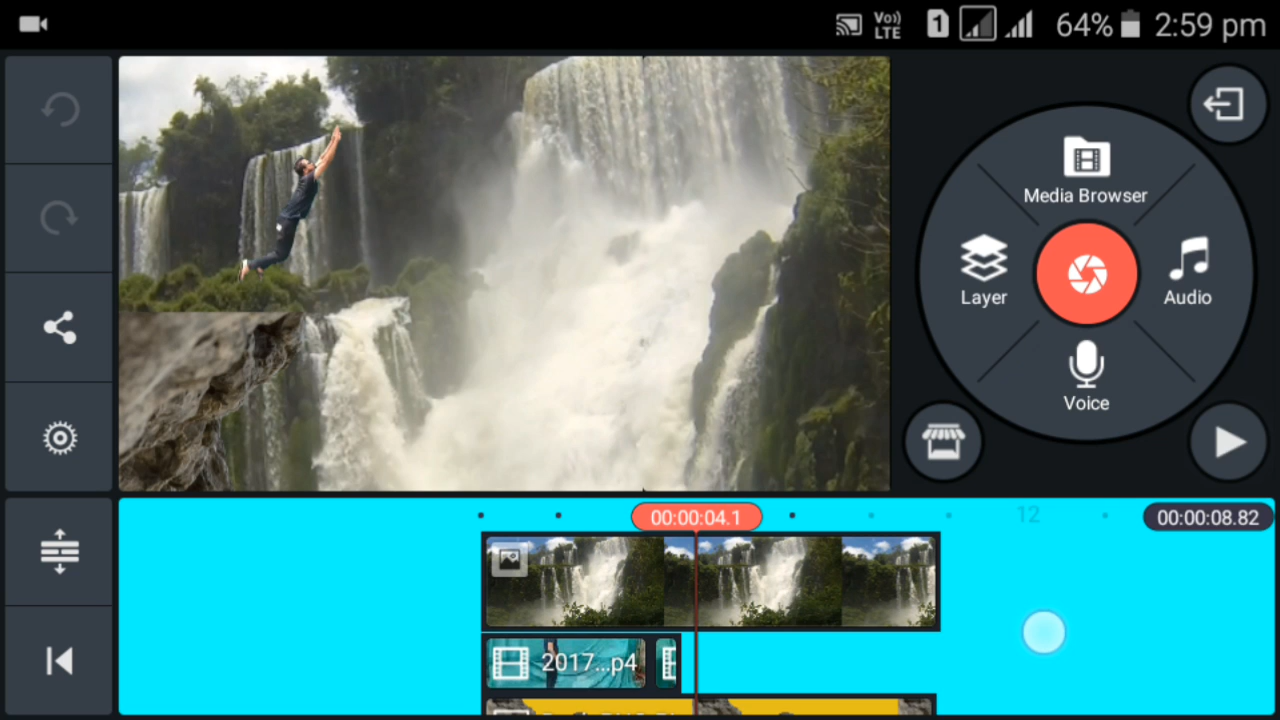 Vo))
LTE
1
64%
2:59 pm
Media Browser
Layer
Audio
Voice
00:00:04.1
12
00:00:08.82
2017...p4